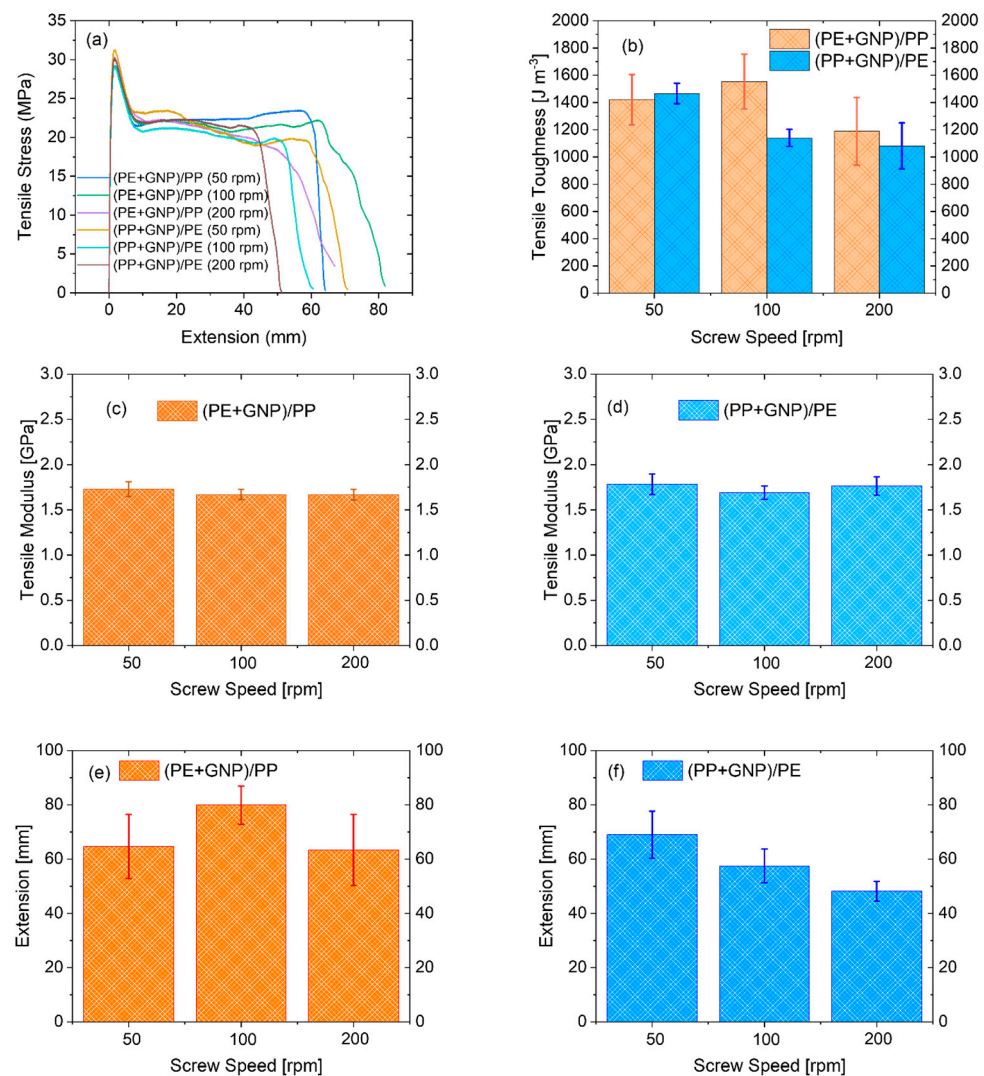 (a)
Tensile Stress (MPa)
35
30
25
20
15
10
5
0
(PE+GNP)/PP (50 rpm)
(PE+GNP)/PP (100 rpm)
(PE+GNP)/PP (200 rpm)
(PP+GNP)/PE (50 rpm)
(PP+GNP)/PE (100 rpm)
(PP+GNP)/PE (200 rpm)
0 20 40 60 80
Extension (mm)
(b)
(PE+GNP)/PP
(PP+GNP)/PE
Tensile Toughness [J m-3]
2000 2000
1800 1800
1600 1600
1400 1400
1200 1200
1000 1000
800 800
600 600
400 400
200 200
0 0
50 100 200
Screw Speed [rpm]
(c)
(PE+GNP)/PP
Tensile Modulus [GPa]
3.0 3.0
2.5 2.5
2.0 2.0
1.5 1.5
1.0 1.0
0.5 0.5
0.0 0.0
50 100 200
Screw Speed [rpm]
(d)
(PP+GNP)/PE
Tensile Modulus [GPa]
3.0 3.0
2.5 2.5
2.0 2.0
1.5 1.5
1.0 1.0
0.5 0.5
0.0 0.0
50 100 200
Screw Speed [rpm]
(e)
(PE+GNP)/PP
Extension [mm]
100 100
80 80
60 60
40 40
20 20
0 0
50 100 200
Screw Speed [rpm]
(f)
(PP+GNP)/PE
Extension [mm]
100 100
80 80
60 60
40 40
20 20
0 0
50 100 200
Screw Speed [rpm]